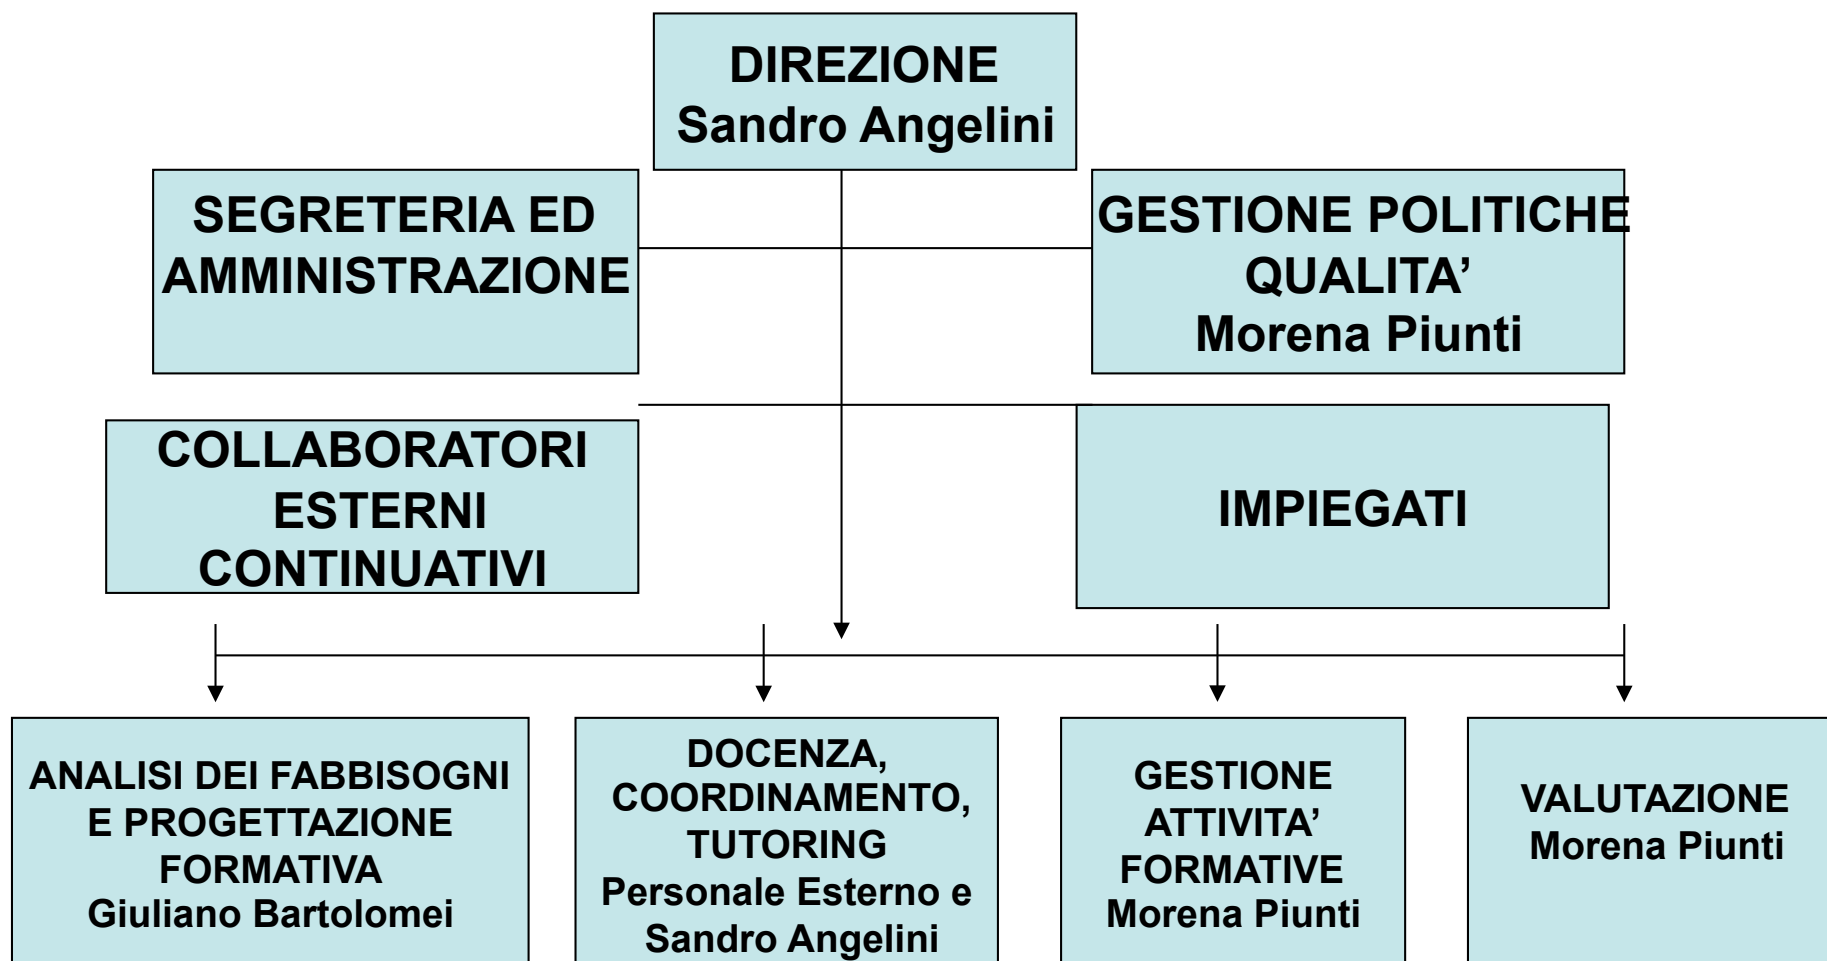 DIREZIONE
Sandro Angelini
SEGRETERIA ED
AMMINISTRAZIONE
GESTIONE POLITICHE
QUALITA’
Morena Piunti
COLLABORATORI
ESTERNI
CONTINUATIVI
IMPIEGATI
ANALISI DEI FABBISOGNI
E PROGETTAZIONE
FORMATIVA
Giuliano Bartolomei
DOCENZA,
COORDINAMENTO,
TUTORING
Personale Esterno e
Sandro Angelini
GESTIONE
ATTIVITA’
FORMATIVE
Morena Piunti
VALUTAZIONE
Morena Piunti